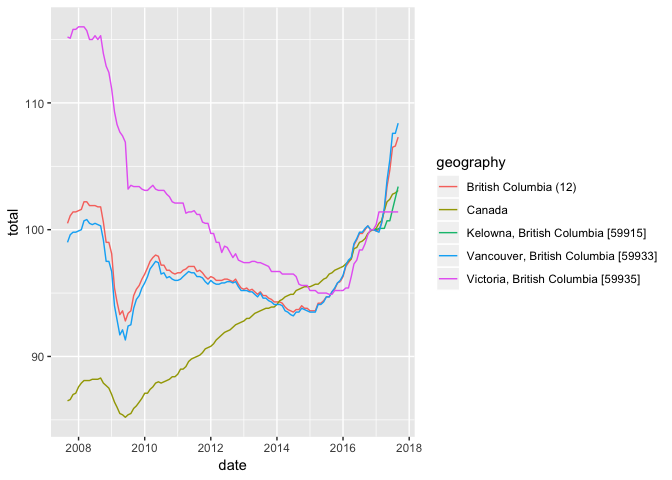 total
110
100
90
2008 2010 2012 2014 2016 2018
date
geography
British Columbia (12)
Canada
Kelowna, British Columbia [59915]
Vancouver, British Columbia [59933]
Victoria, British Columbia [59935]